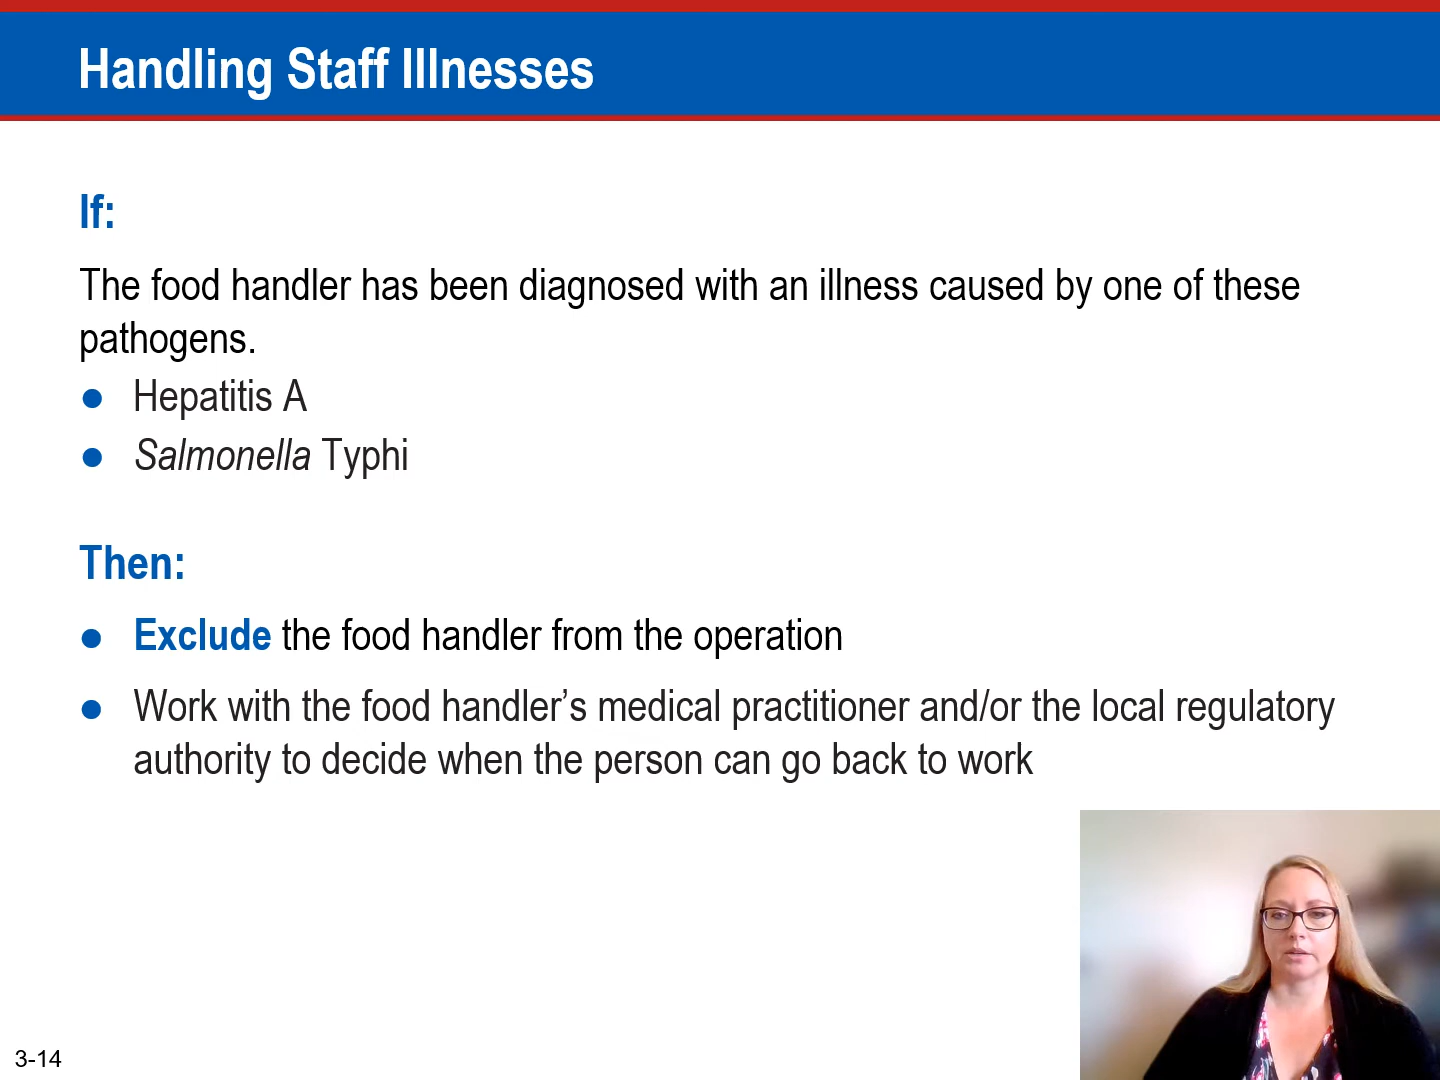 Handling Staff Illnesses
If:
The food handler has been diagnosed with an illness caused by one of these
pathogens.
● Hepatitis A
● Salmonella Typhi
Then:
● Exclude the food handler from the operation
● Work with the food handler’s medical practitioner and/or the local regulatory
authority to decide when the person can go back to work
3-14